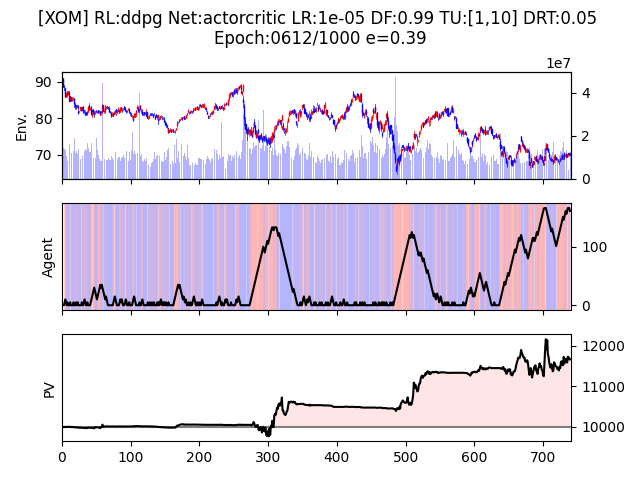 [XOM] RL:ddpg Net:actorcritic LR:1e-05 DF:0.99 TU:[1,10] DRT:0.05
Epoch:0612/1000 e=0.39
1e7
Env.
90
80
70
4
2
0
Agent
100
0
PV
12000
11000
10000
0 100 200 300 400 500 600 700